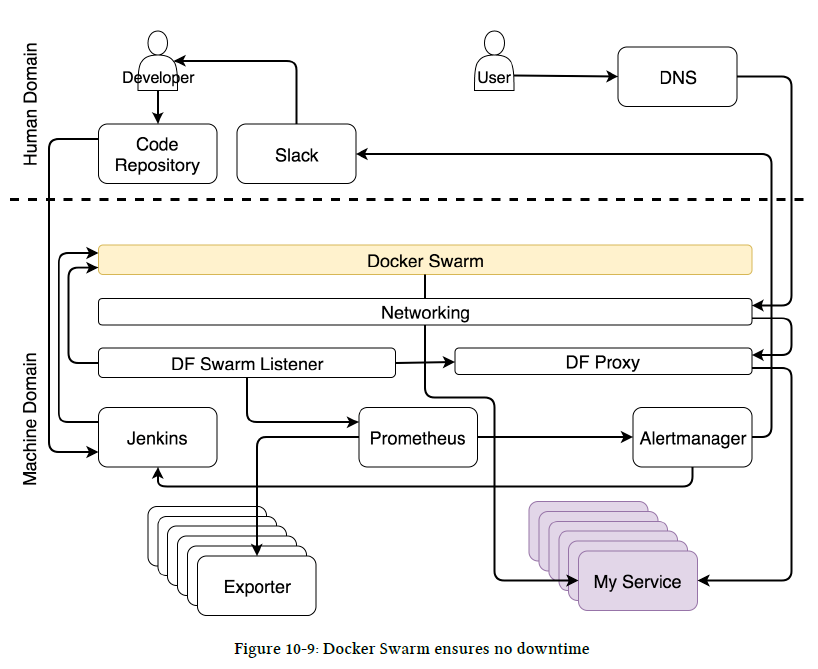 Human Domain
Developer
User
DNS
Code
Repository
Slack
Machine Domain
Docker Swarm
Networking
DF Swarm Listener
DF Proxy
Jenkins
Prometheus
Alertmanager
Exporter
My Service
Figure 10-9: Docker Swarm ensures no downtime